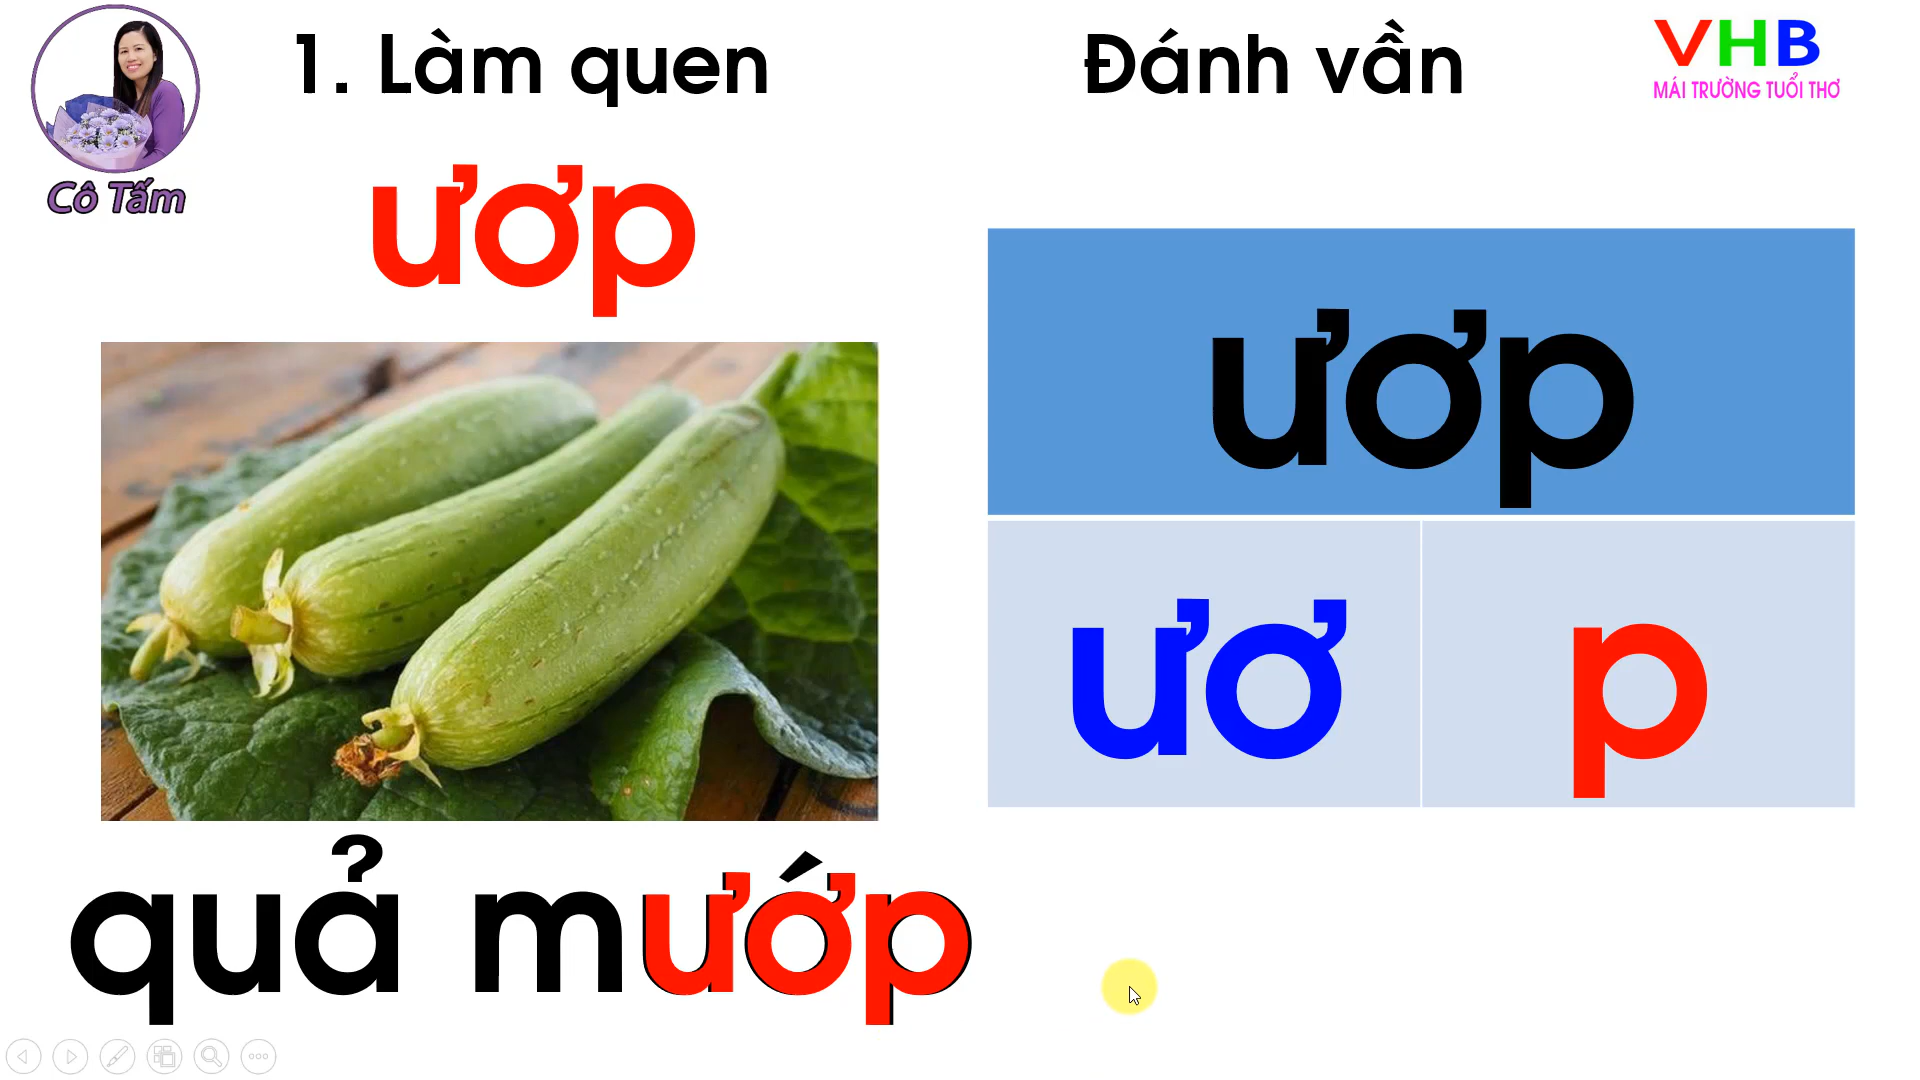 1. Làm quen
Đánh vần
VHB
MÁI TRƯỜNG TUỔI THƠ
Cô Tấm
ươp
ươp
ươ
p
quả mướp